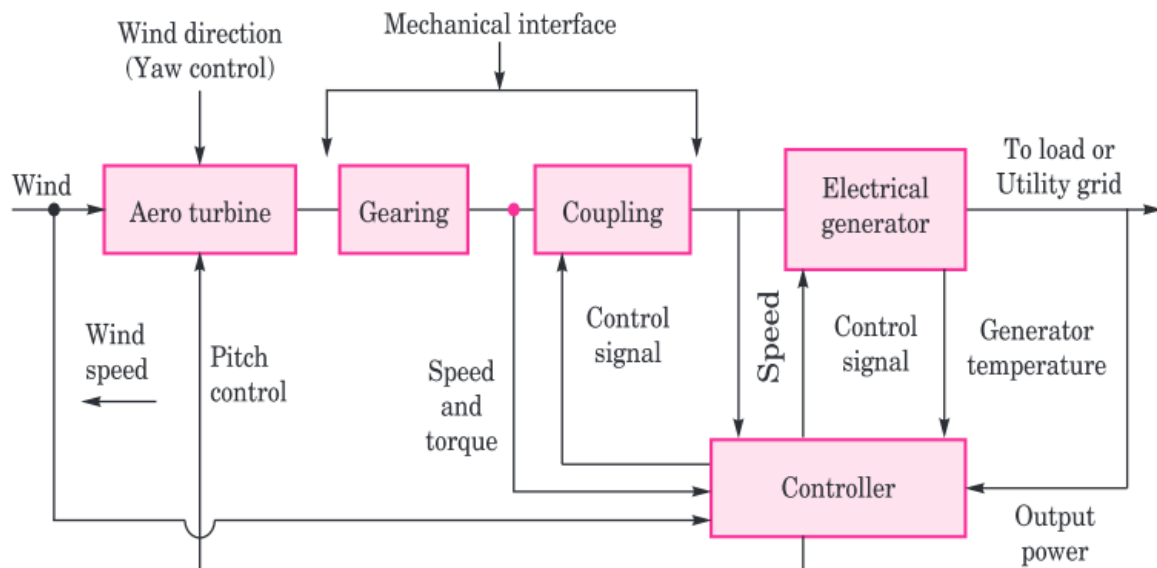 Wind direction
(Yaw control)
Mechanical interface
Wind
Aero turbine
Gearing
Coupling
Electrical
generator
To load or
Utility grid
Wind
speed
Pitch
control
Speed
and
torque
Control
signal
Speed
Control
signal
Generator
temperature
Controller
Output
power